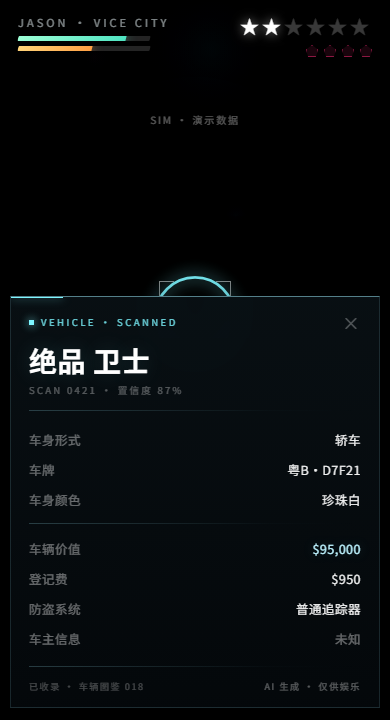 JASON • VICE CITY
SIM • 演示数据
VEHICLE • SCANNED
绝品 卫士
SCAN 0421 • 置信度 87%
车身形式 轿车
车牌 粤B·D7F21
车身颜色 珍珠白
车辆价值 $95,000
登记费 $950
防盗系统 普通追踪器
车主信息 未知
已收录 • 车辆图鉴 018 AI 生成 • 仅供娱乐